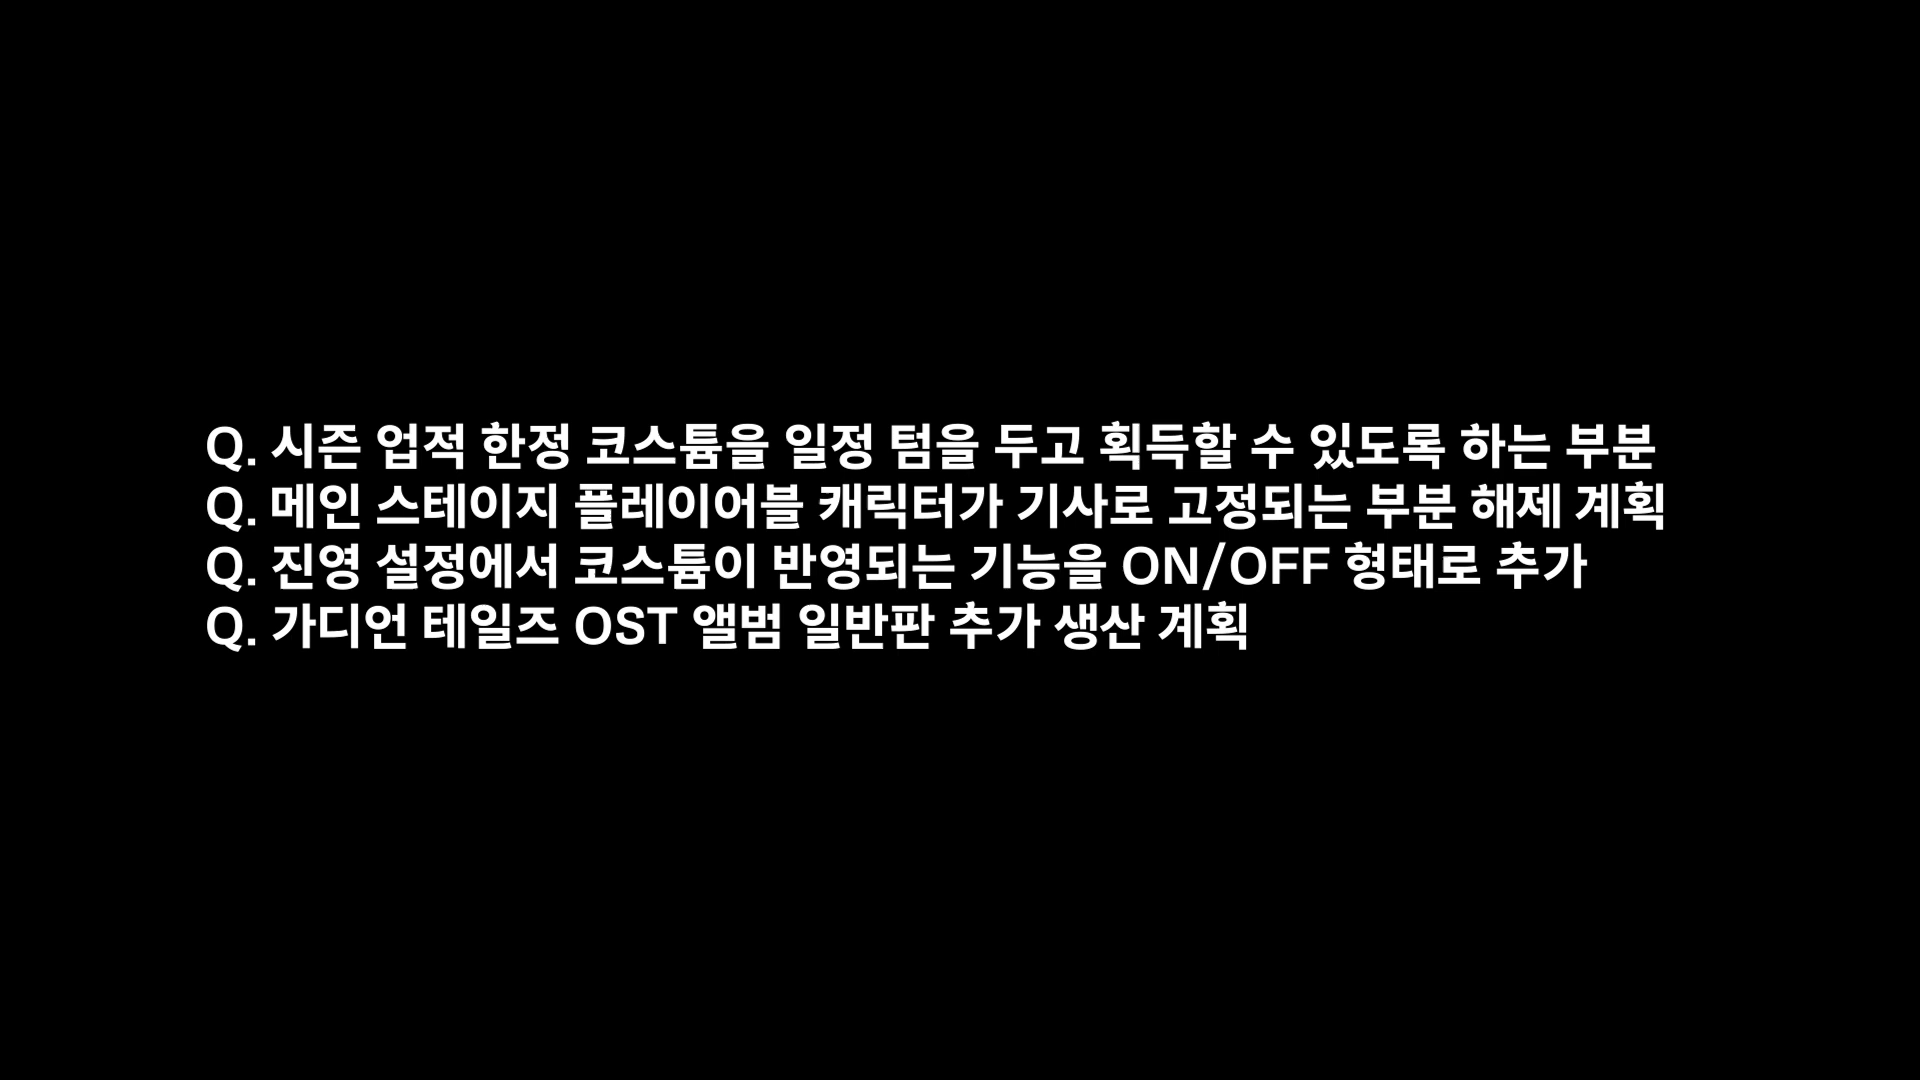 Q. 시즌 업적 한정 코스튬을 일정 텀을 두고 획득할 수 있도록 하는 부분
Q. 메인 스테이지 플레이어블 캐릭터가 기사로 고정되는 부분 해제 계획
Q. 진영 설정에서 코스튬이 반영되는 기능을 ON/OFF 형태로 추가
Q. 가디언 테일즈 OST 앨범 일반판 추가 생산 계획